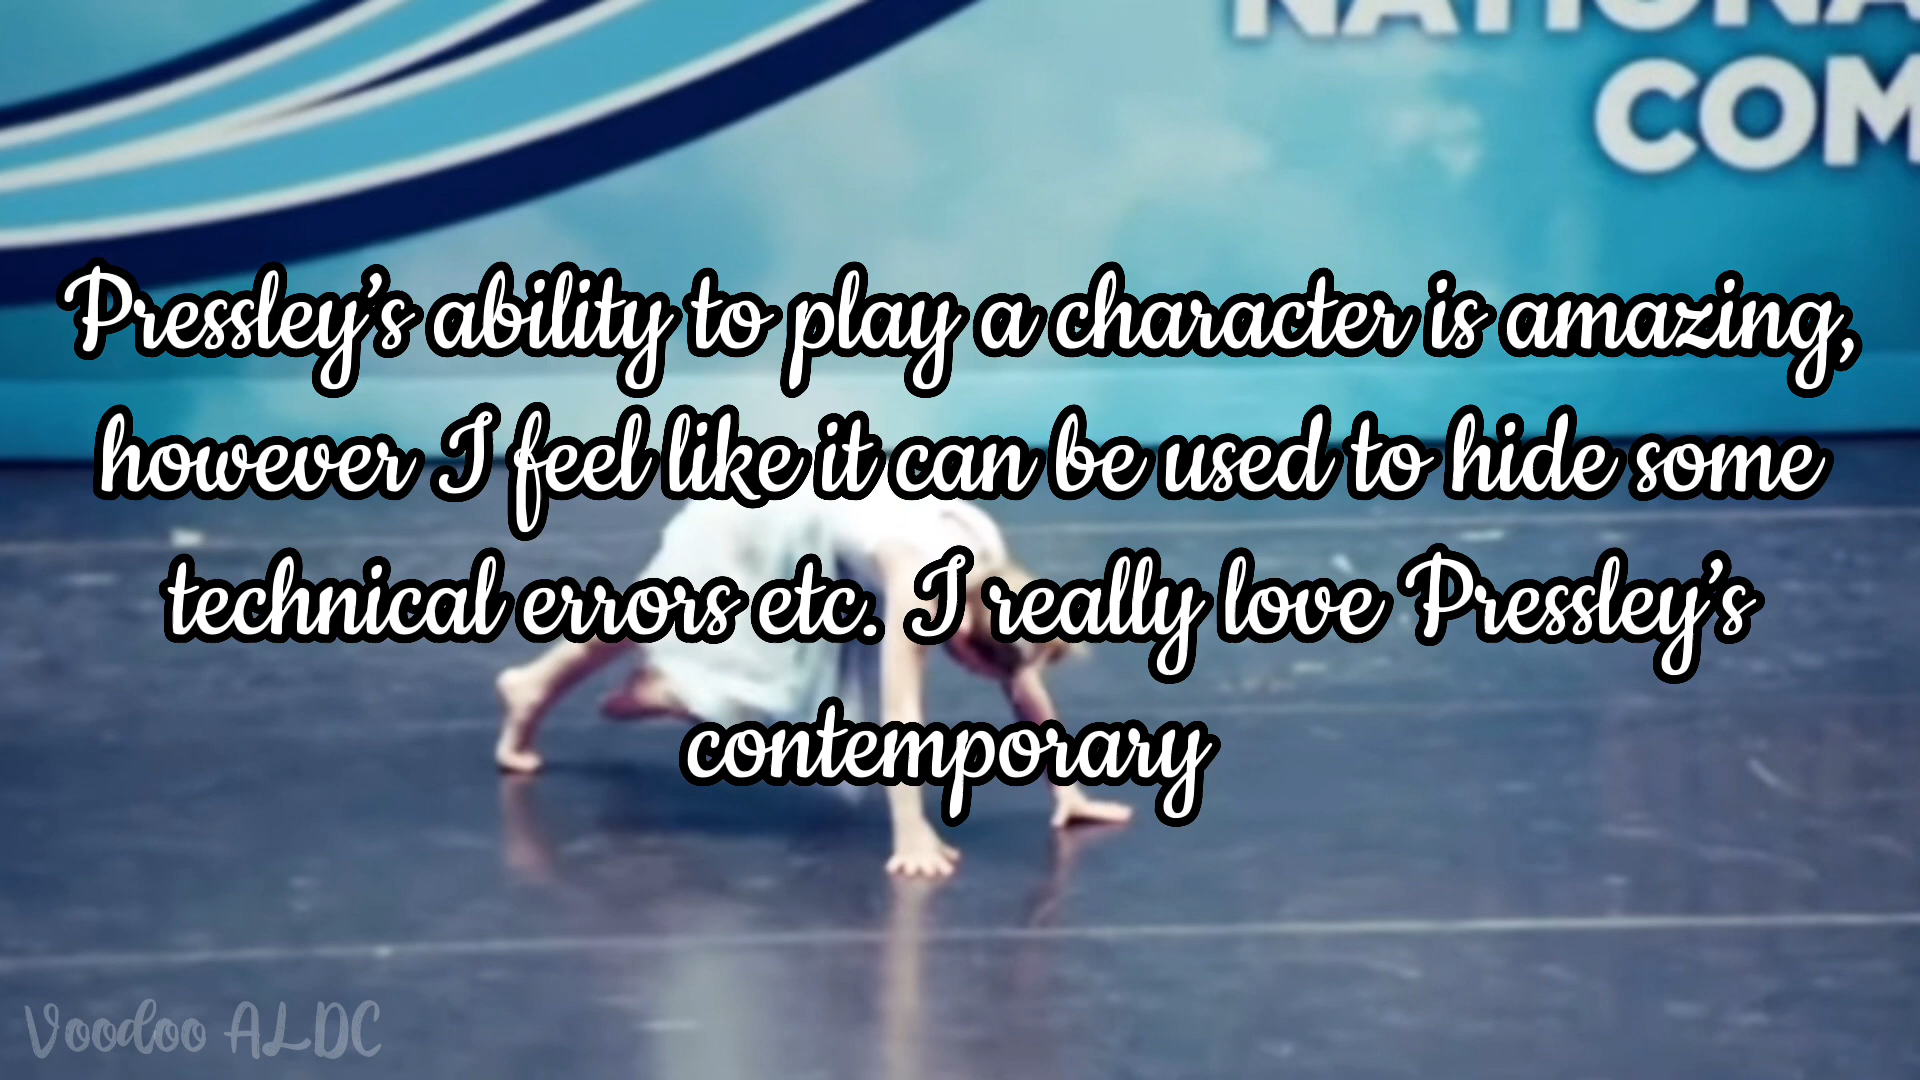 NATIONA
COM
Pressley's ability to play a character is amazing,
however I feel like it can be used to hide some
technical errors etc. I really love Pressley's
contemporary
Voodoo ALDC